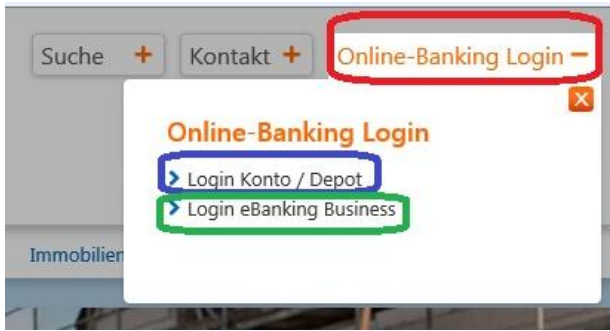 Suche + Kontakt + Online-Banking Login −
Online-Banking Login
Login Konto / Depot
Login eBanking Business
Immobilien